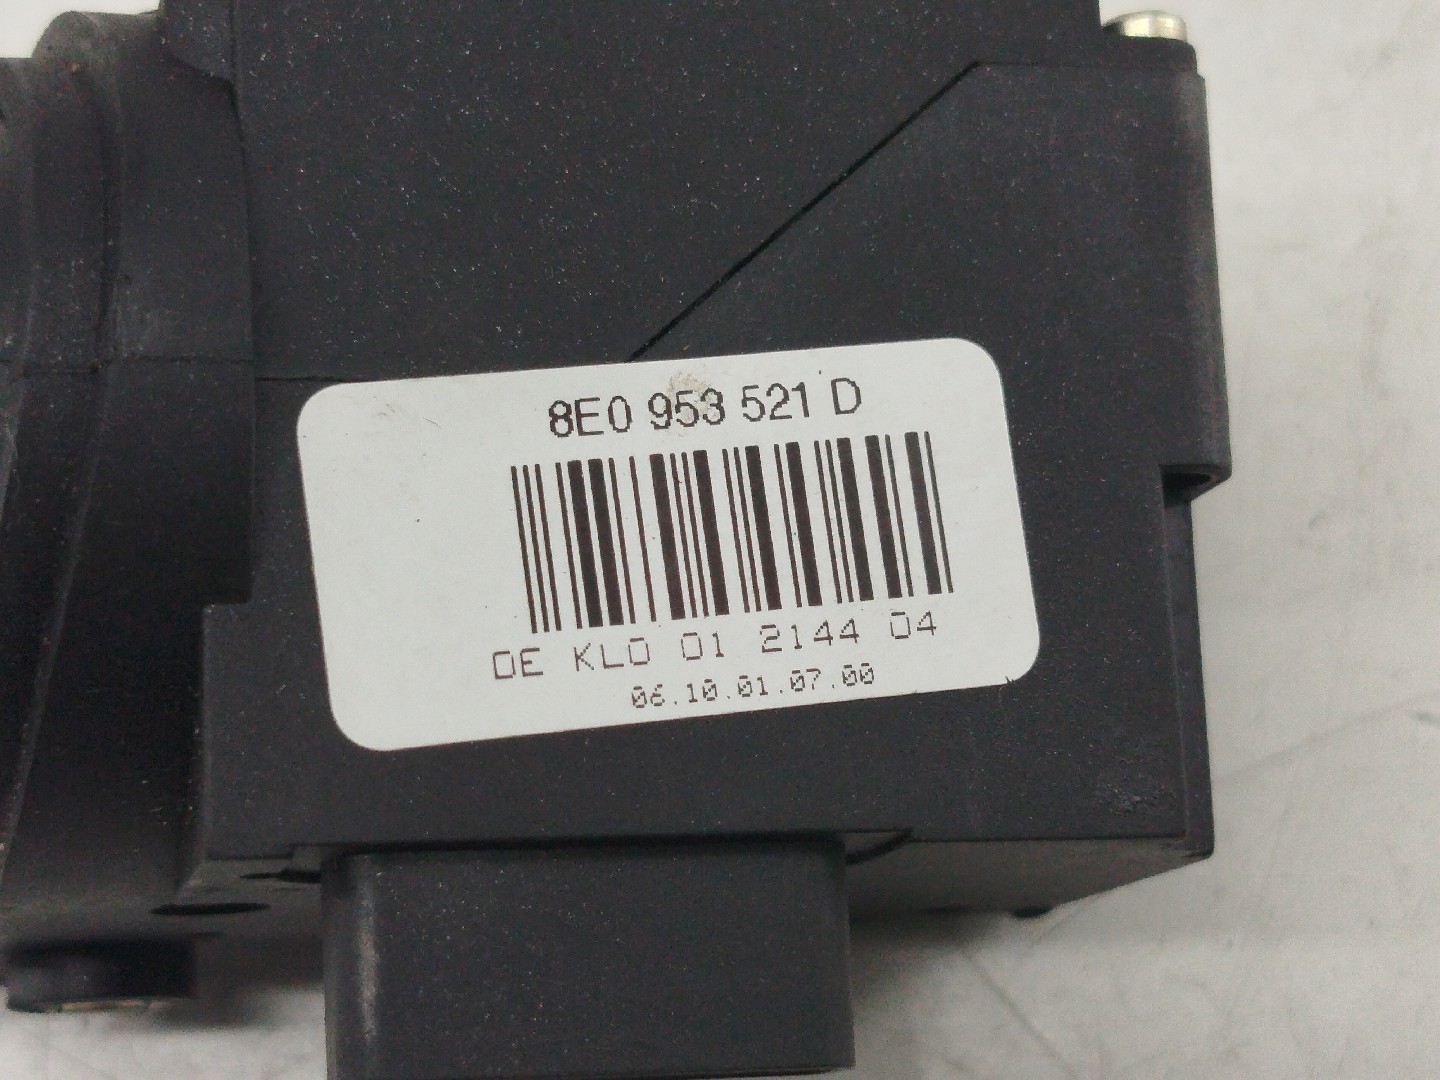 8E0 953 521 D
DE KLO 01 2144 04
06.10.01.07.00